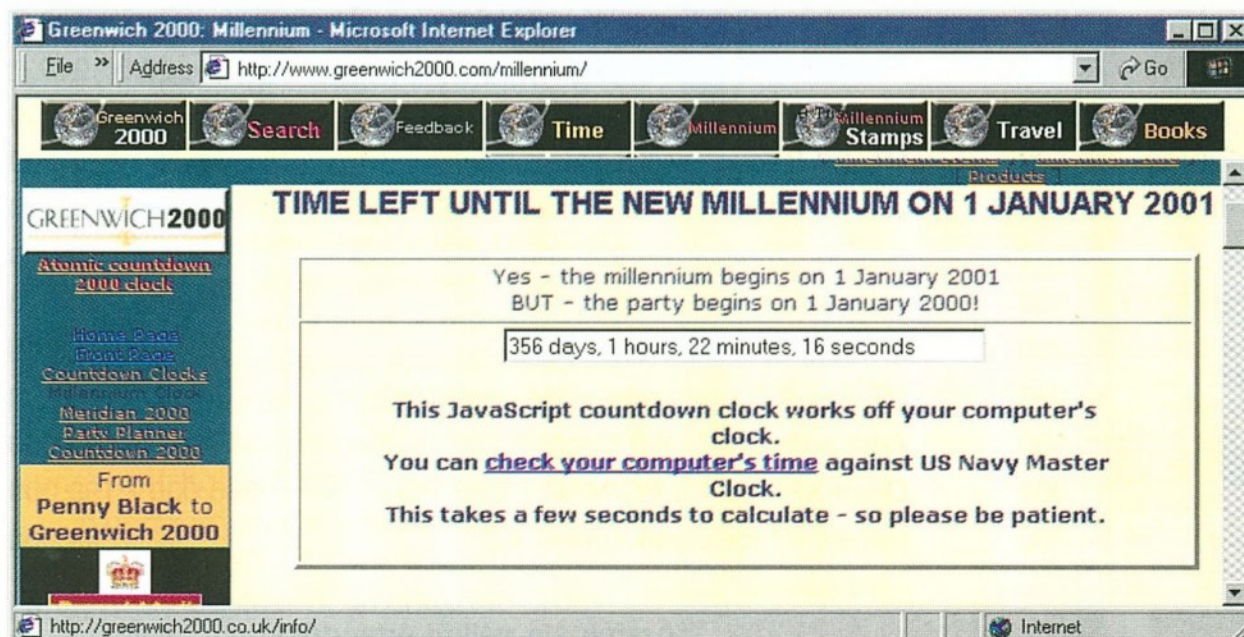 Greenwich 2000: Millennium - Microsoft Internet Explorer
File » Address http://www.greenwich2000.com/millennium/ Go
Greenwich 2000 Search Feedback Time Millennium Millennium Stamps Travel Books
Products
GREENWICH2000
TIME LEFT UNTIL THE NEW MILLENNIUM ON 1 JANUARY 2001
Atomic countdown
2000 clock
Home Page
Front Page
Countdown Clocks
Millennium Clock
Meridian 2000
Party Planner
Countdown 2000
From
Penny Black to
Greenwich 2000
Yes - the millennium begins on 1 January 2001
BUT - the party begins on 1 January 2000!
356 days, 1 hours, 22 minutes, 16 seconds
This JavaScript countdown clock works off your computer's
clock.
You can check your computer's time against US Navy Master
Clock.
This takes a few seconds to calculate - so please be patient.
http://greenwich2000.co.uk/info/ Internet